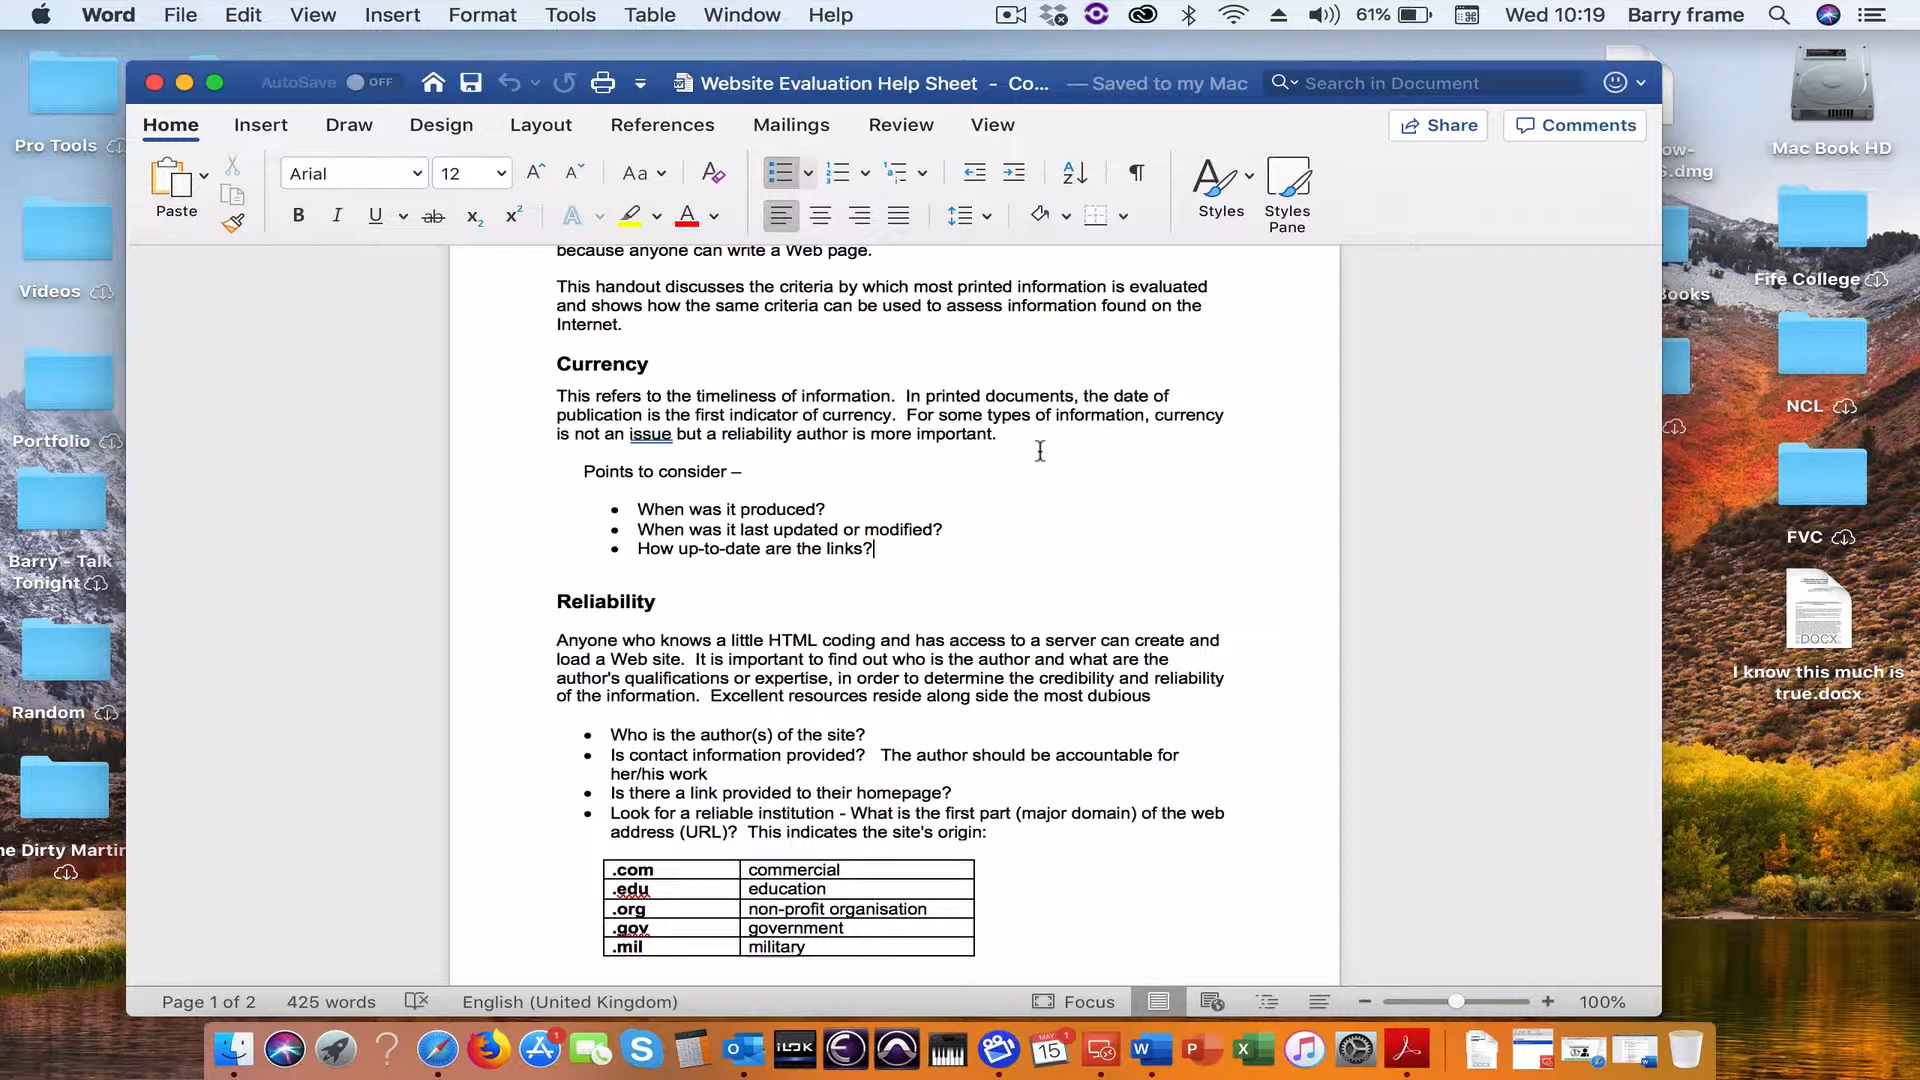 Word File Edit View Insert Format Tools Table Window Help 61% Wed 10:19 Barry frame
AutoSave OFF Website Evaluation Help Sheet - Co... — Saved to my Mac Search in Document
Home Insert Draw Design Layout References Mailings Review View Share Comments
Paste Arial 12 Aa Styles Styles Pane
because anyone can write a Web page.
This handout discusses the criteria by which most printed information is evaluated
and shows how the same criteria can be used to assess information found on the
Internet.
Currency
This refers to the timeliness of information. In printed documents, the date of
publication is the first indicator of currency. For some types of information, currency
is not an issue but a reliability author is more important.
Points to consider –
• When was it produced?
• When was it last updated or modified?
• How up-to-date are the links?
Reliability
Anyone who knows a little HTML coding and has access to a server can create and
load a Web site. It is important to find out who is the author and what are the
author's qualifications or expertise, in order to determine the credibility and reliability
of the information. Excellent resources reside along side the most dubious
• Who is the author(s) of the site?
• Is contact information provided? The author should be accountable for
her/his work
• Is there a link provided to their homepage?
• Look for a reliable institution - What is the first part (major domain) of the web
address (URL)? This indicates the site's origin:
.com commercial
.edu education
.org non-profit organisation
.gov government
.mil military
Page 1 of 2 425 words English (United Kingdom) Focus 100%
Pro Tools
Videos
Portfolio
Barry - Talk
Tonight
Random
Mac Book HD
Fife College
NCL
FVC
DOCX
I know this much is
true.docx
MAY
15
iLOK